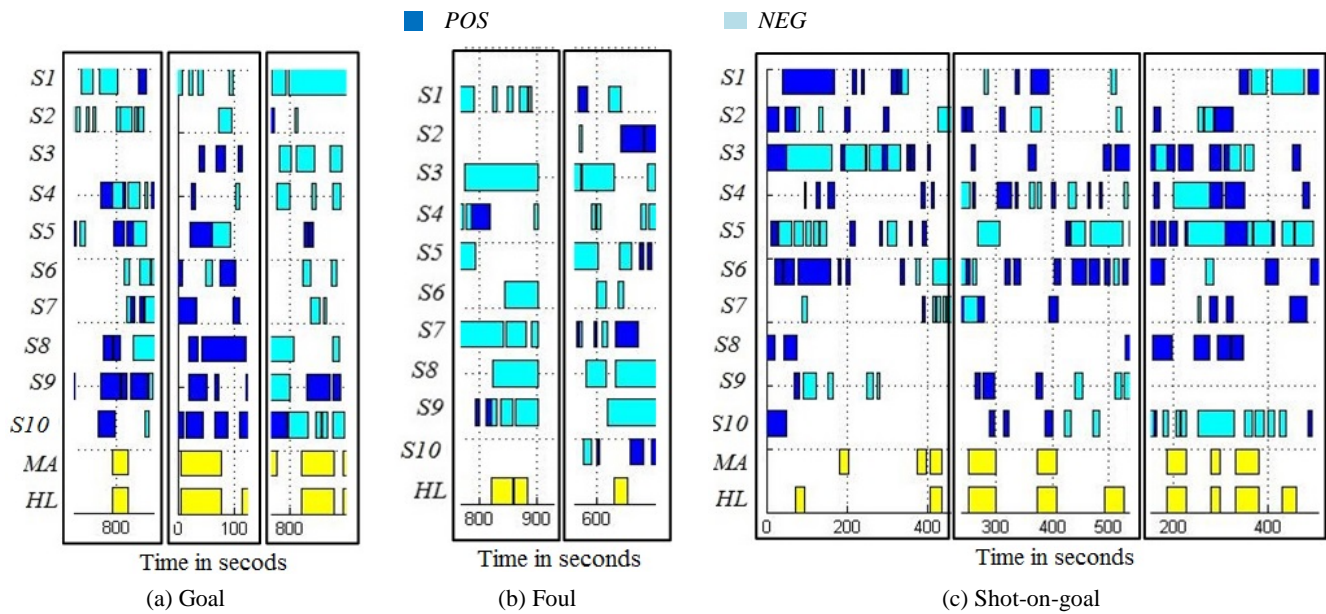 POS NEG
S1
S2
S3
S4
S5
S6
S7
S8
S9
S10
MA
HL
800
0 100
800
Time in secods
(a) Goal
S1
S2
S3
S4
S5
S6
S7
S8
S9
S10
HL
800 900
600
Time in seconds
(b) Foul
S1
S2
S3
S4
S5
S6
S7
S8
S9
S10
MA
HL
0 200 400
300 400 500
200 400
Time in seconds
(c) Shot-on-goal